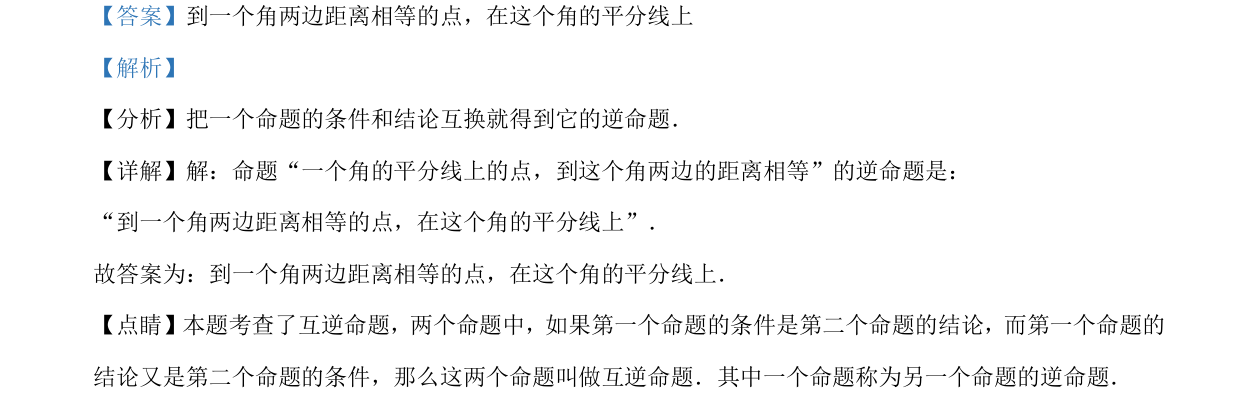 【答案】到一个角两边距离相等的点，在这个角的平分线上
【解析】
【分析】把一个命题的条件和结论互换就得到它的逆命题．
【详解】解：命题“一个角的平分线上的点，到这个角两边的距离相等”的逆命题是：
“到一个角两边距离相等的点，在这个角的平分线上”．
故答案为：到一个角两边距离相等的点，在这个角的平分线上．
【点睛】本题考查了互逆命题，两个命题中，如果第一个命题的条件是第二个命题的结论，而第一个命题的
结论又是第二个命题的条件，那么这两个命题叫做互逆命题．其中一个命题称为另一个命题的逆命题．